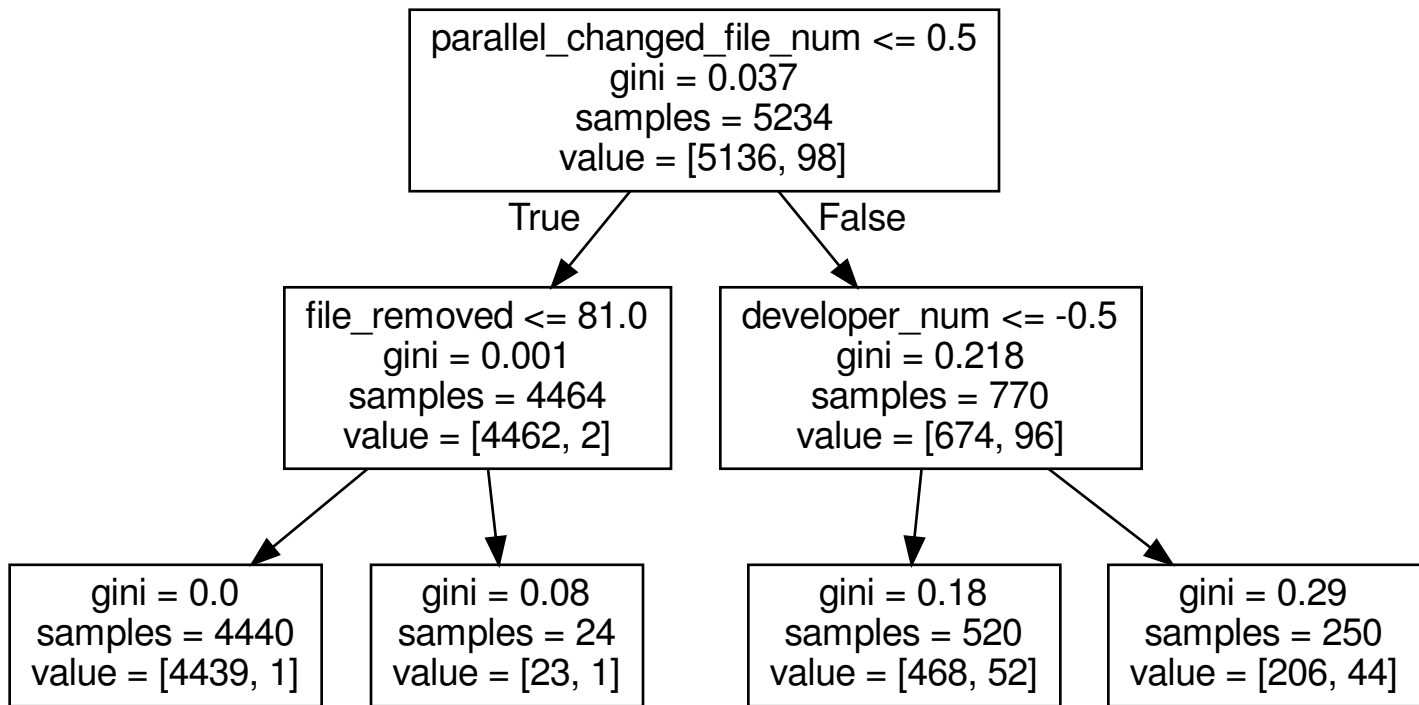 parallel_changed_file_num <= 0.5
gini = 0.037
samples = 5234
value = [5136, 98]
True
False
file_removed <= 81.0
gini = 0.001
samples = 4464
value = [4462, 2]
developer_num <= -0.5
gini = 0.218
samples = 770
value = [674, 96]
gini = 0.0
samples = 4440
value = [4439, 1]
gini = 0.08
samples = 24
value = [23, 1]
gini = 0.18
samples = 520
value = [468, 52]
gini = 0.29
samples = 250
value = [206, 44]